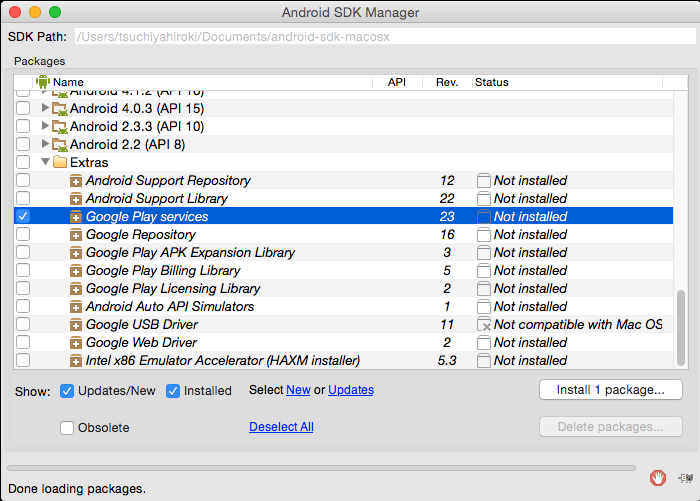 Android SDK Manager
SDK Path: /Users/tsuchiyahiroki/Documents/android-sdk-macosx
Packages
Name API Rev. Status
Android 4.1.2 (API 16)
Android 4.0.3 (API 15)
Android 2.3.3 (API 10)
Android 2.2 (API 8)
Extras
Android Support Repository 12 Not installed
Android Support Library 22 Not installed
Google Play services 23 Not installed
Google Repository 16 Not installed
Google Play APK Expansion Library 3 Not installed
Google Play Billing Library 5 Not installed
Google Play Licensing Library 2 Not installed
Android Auto API Simulators 1 Not installed
Google USB Driver 11 Not compatible with Mac OS
Google Web Driver 2 Not installed
Intel x86 Emulator Accelerator (HAXM installer) 5.3 Not installed
Show: Updates/New Installed Select New or Updates Install 1 package...
Obsolete Deselect All Delete packages...
Done loading packages.